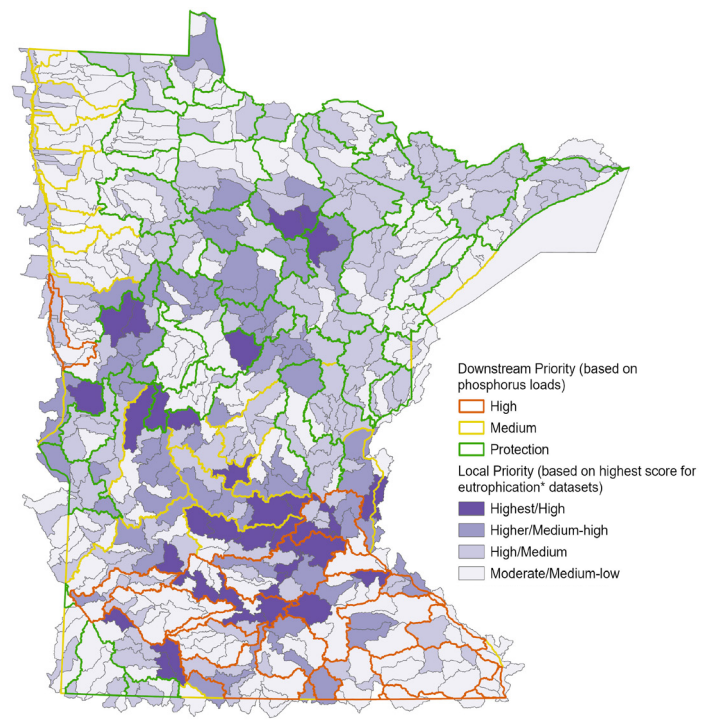 Downstream Priority (based on
phosphorus loads)
High
Medium
Protection
Local Priority (based on highest score for
eutrophication* datasets)
Highest/High
Higher/Medium-high
High/Medium
Moderate/Medium-low